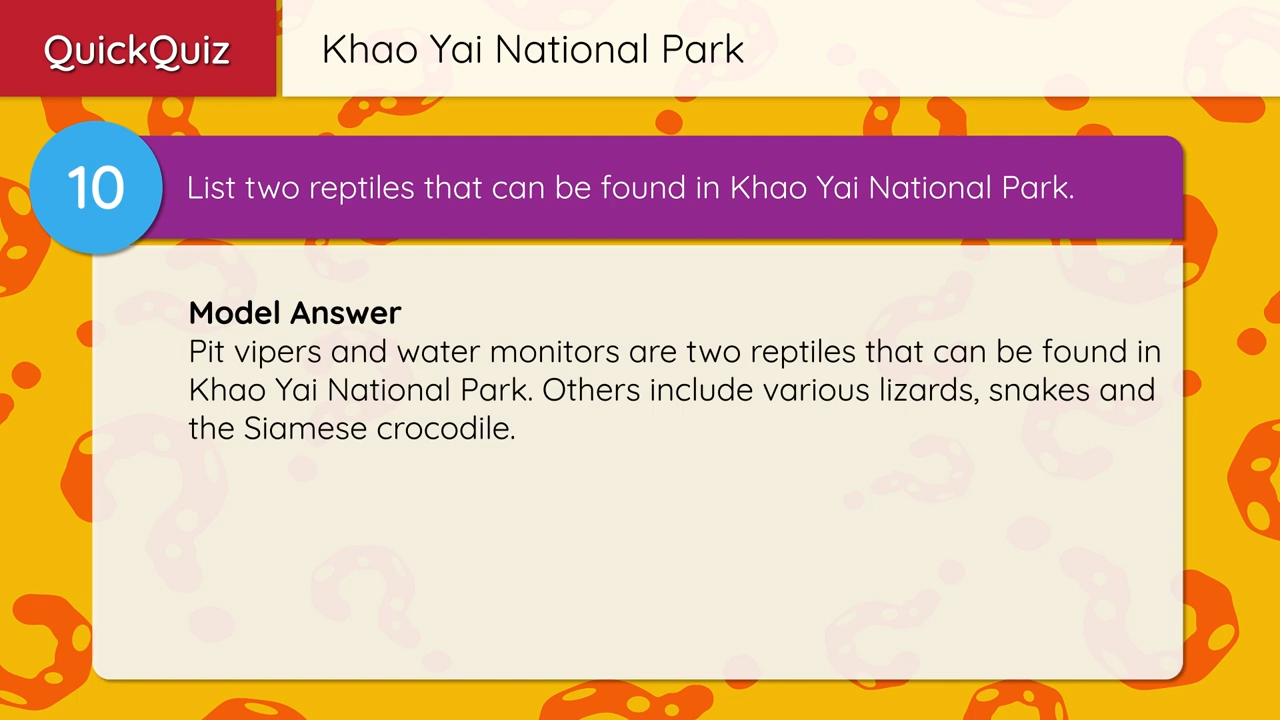 QuickQuiz
Khao Yai National Park
10
List two reptiles that can be found in Khao Yai National Park.
Model Answer
Pit vipers and water monitors are two reptiles that can be found in
Khao Yai National Park. Others include various lizards, snakes and
the Siamese crocodile.